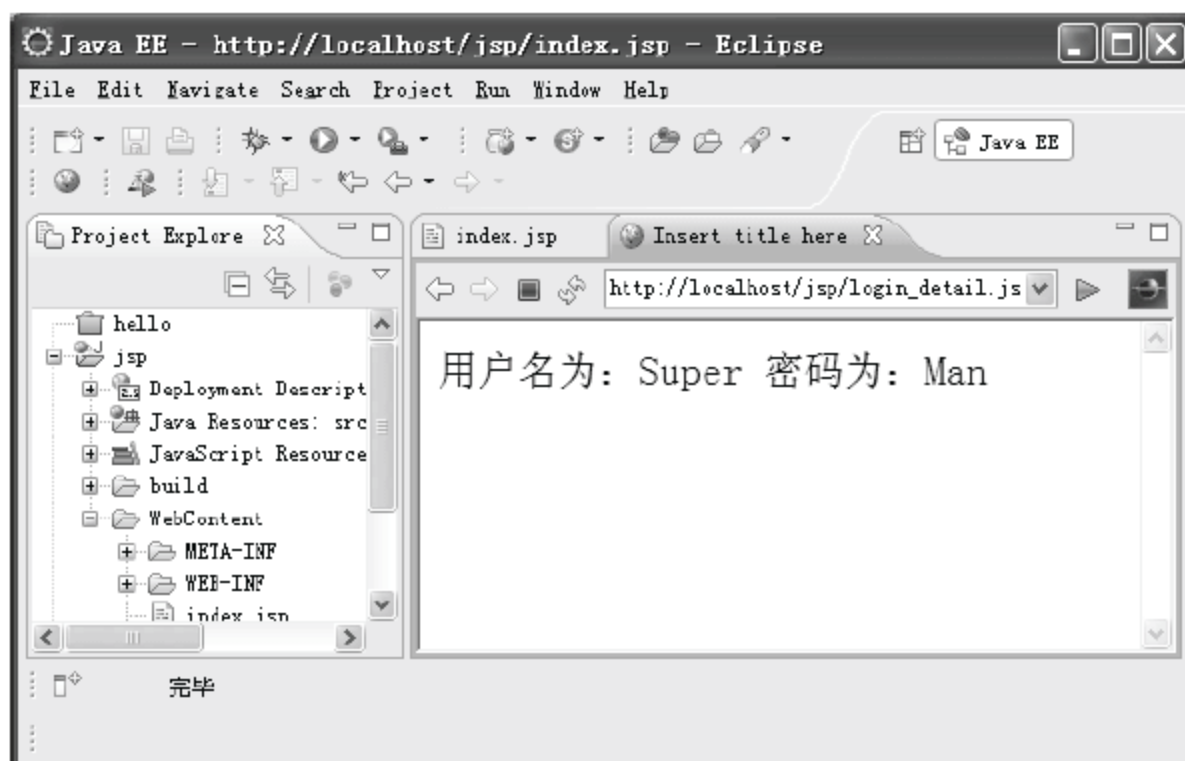 Java EE - http://localhost/jsp/index.jsp - Eclipse
File Edit Navigate Search Project Run Window Help
Java EE
Project Explore
index.jsp
Insert title here
http://localhost/jsp/login_detail.js
hello
jsp
Deployment Descript
Java Resources: src
JavaScript Resource
build
WebContent
META-INF
WEB-INF
index.jsp
用户名为：Super 密码为：Man
完毕